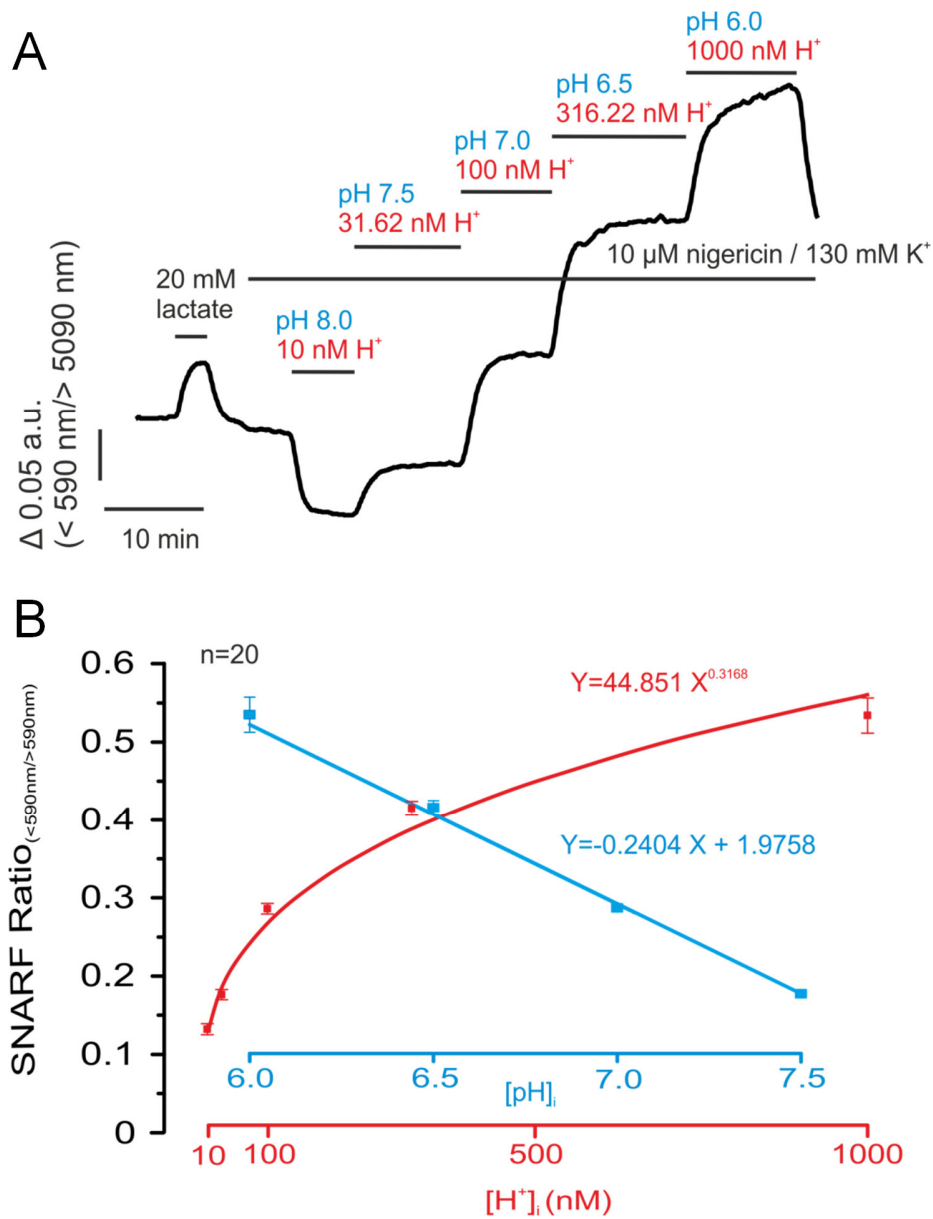 A
pH 6.0
1000 nM H⁺
pH 6.5
316.22 nM H⁺
pH 7.0
100 nM H⁺
pH 7.5
31.62 nM H⁺
10 µM nigericin / 130 mM K⁺
20 mM
lactate
pH 8.0
10 nM H⁺
Δ 0.05 a.u.
(< 590 nm/> 5090 nm)
10 min
B
n=20
Y=44.851 X^0.3168
Y=-0.2404 X + 1.9758
SNARF Ratio(<590nm/>590nm)
0.6
0.5
0.4
0.3
0.2
0.1
0
6.0 6.5 7.0 7.5
[pH]i
10 100 500 1000
[H⁺]i (nM)